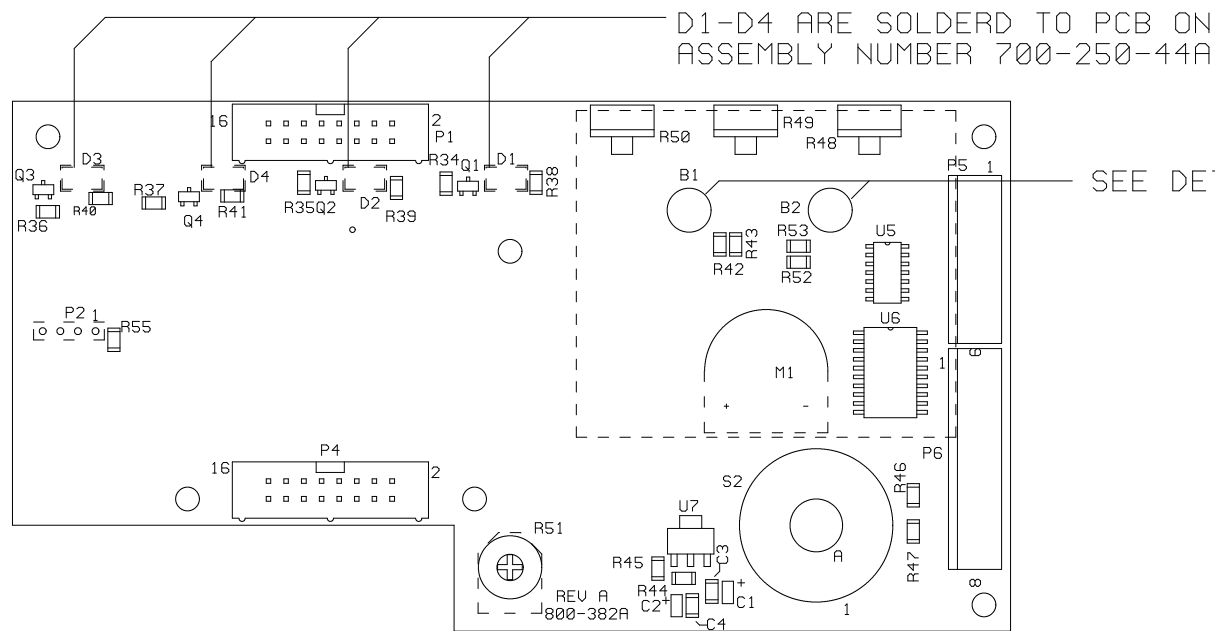 D1-D4 ARE SOLDERD TO PCB ON
ASSEMBLY NUMBER 700-250-44A
SEE DET
16
2
P1
R50
R49
R48
P5
1
Q3
D3
R40
R36
R37
D4
Q4
R41
R35
Q2
D2
R39
R34
Q1
D1
R38
B1
B2
R42
R43
R53
R52
U5
U6
P2
1
R55
M1
+
-
6
1
P6
16
P4
2
S2
A
1
R46
R47
8
R51
REV A
800-382A
U7
R45
R44
C3
C2
+
C4
+
C1